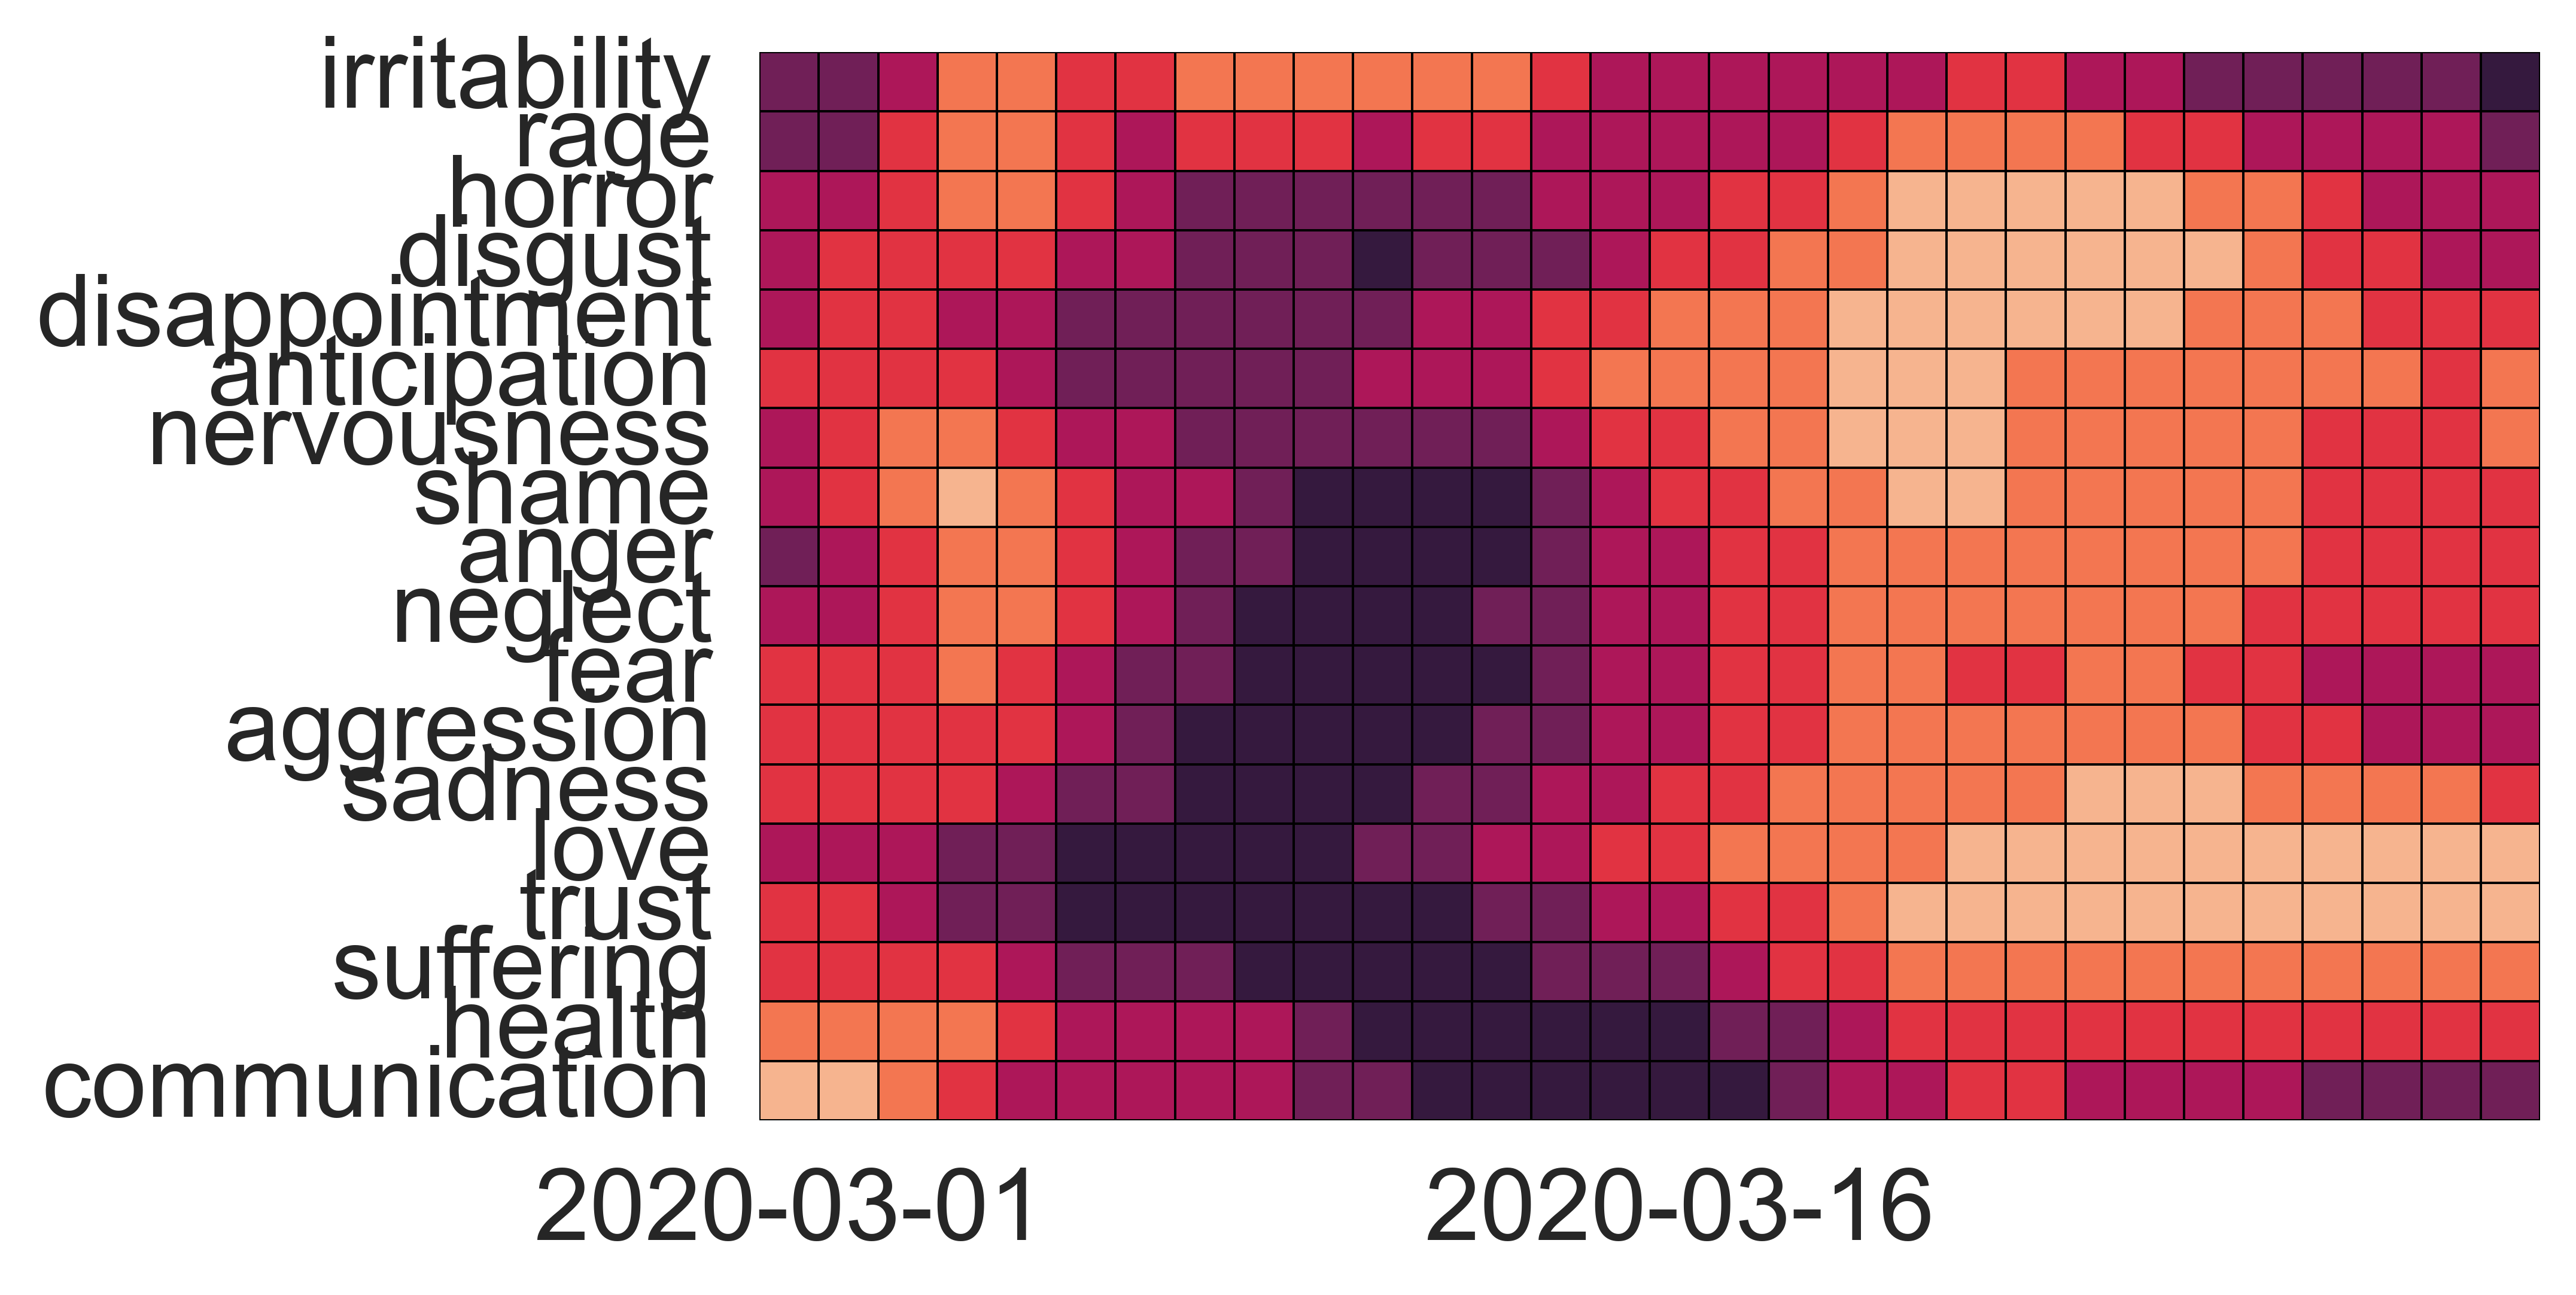 irritability
rage
horror
disgust
disappointment
anticipation
nervousness
shame
anger
neglect
fear
aggression
sadness
love
trust
suffering
health
communication
2020-03-01
2020-03-16